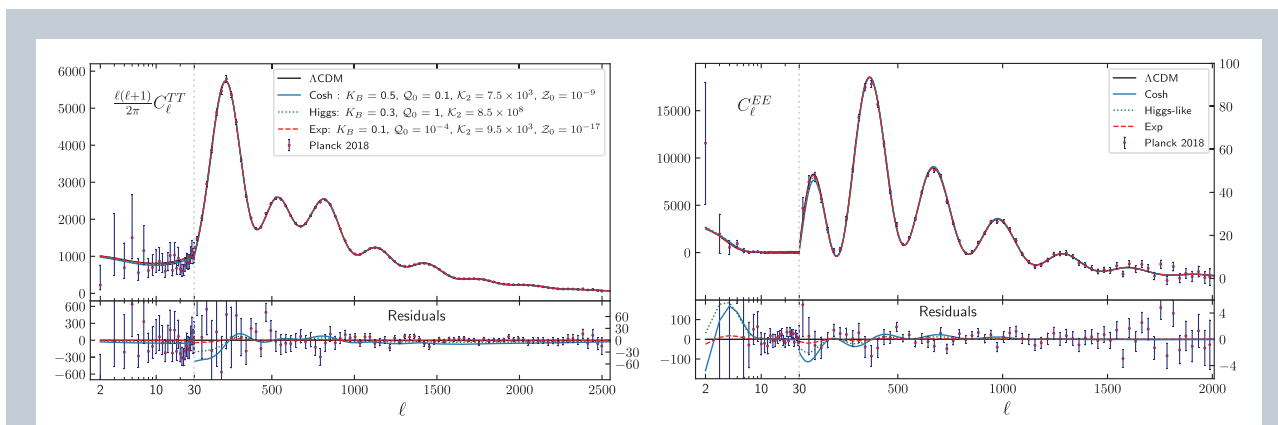 6000
5000
4000
3000
2000
1000
0
ℓ(ℓ+1)/2π C_ℓ^TT
ΛCDM
Cosh : K_B = 0.5, Q_0 = 0.1, K_2 = 7.5 × 10^3, Z_0 = 10^−9
Higgs: K_B = 0.3, Q_0 = 1, K_2 = 8.5 × 10^8
Exp: K_B = 0.1, Q_0 = 10^−4, K_2 = 9.5 × 10^3, Z_0 = 10^−17
Planck 2018
600
300
0
−300
−600
Residuals
60
30
0
−30
−60
2 10 30 500 1000 1500 2000 2500
ℓ
15000
10000
5000
0
C_ℓ^EE
ΛCDM
Cosh
Higgs-like
Exp
Planck 2018
100
80
60
40
20
0
100
0
−100
Residuals
4
0
−4
2 10 30 500 1000 1500 2000
ℓ